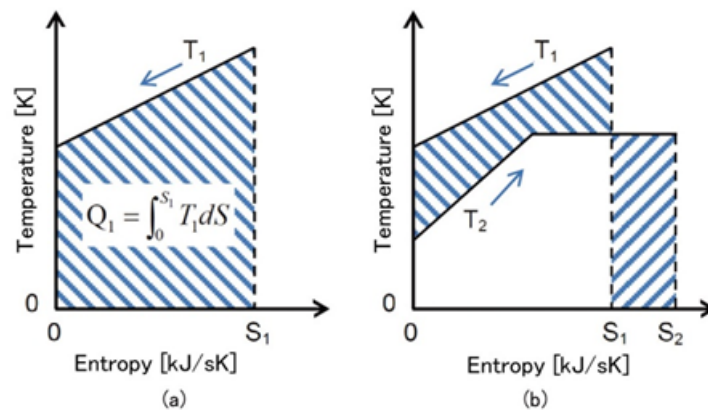 Temperature [K]
T₁
Q₁ = ∫₀^{S₁} T₁dS
0
0
S₁
Entropy [kJ/sK]
(a)
Temperature [K]
T₁
T₂
0
0
S₁
S₂
Entropy [kJ/sK]
(b)